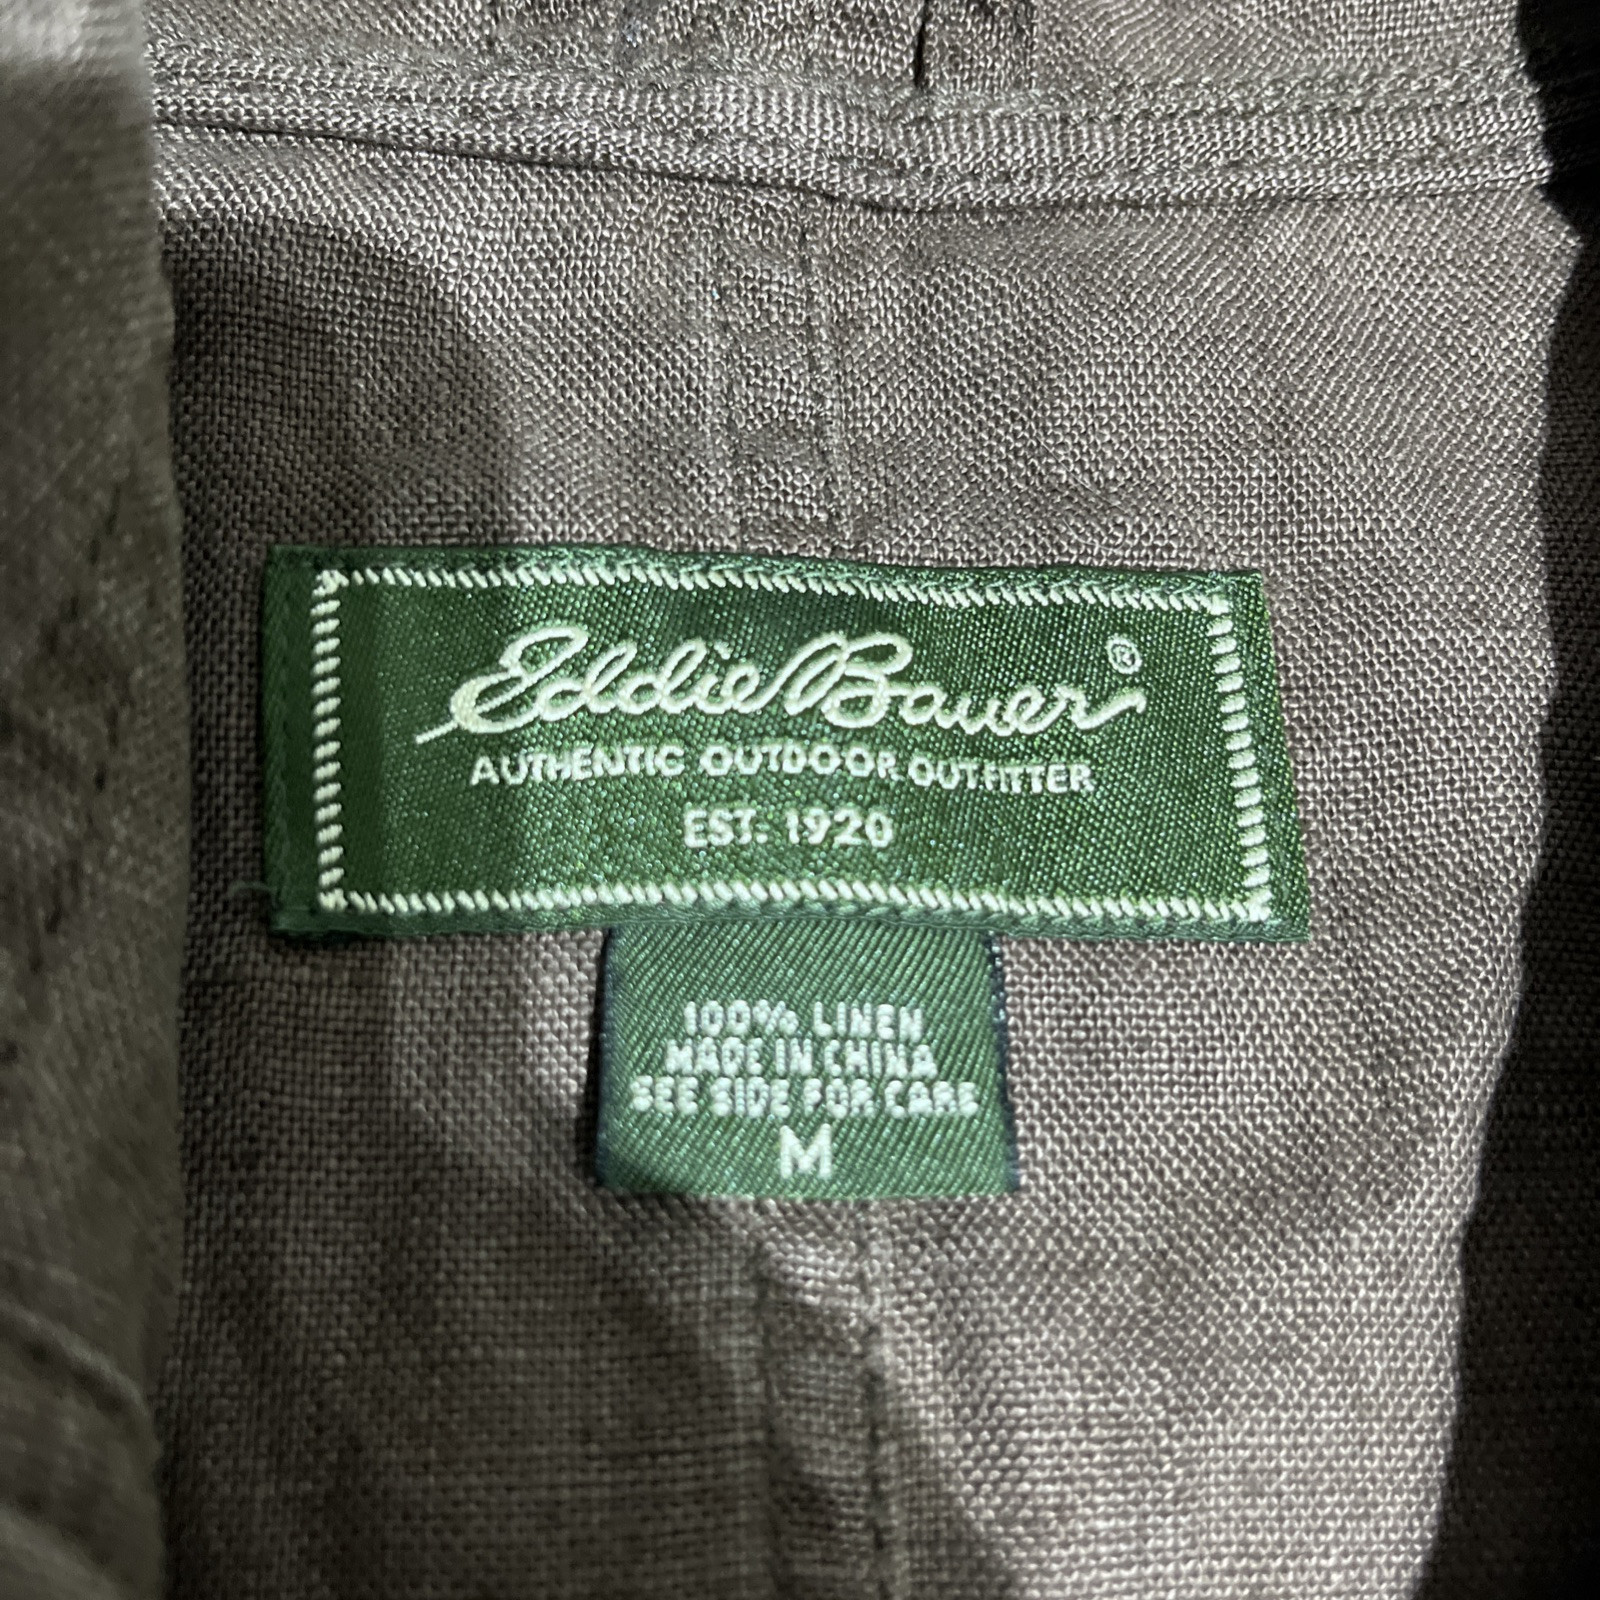 Eddie Bauer®
AUTHENTIC OUTDOOR OUTFITTER
EST. 1920
100% LINEN
MADE IN CHINA
SEE SIDE FOR CARE
M